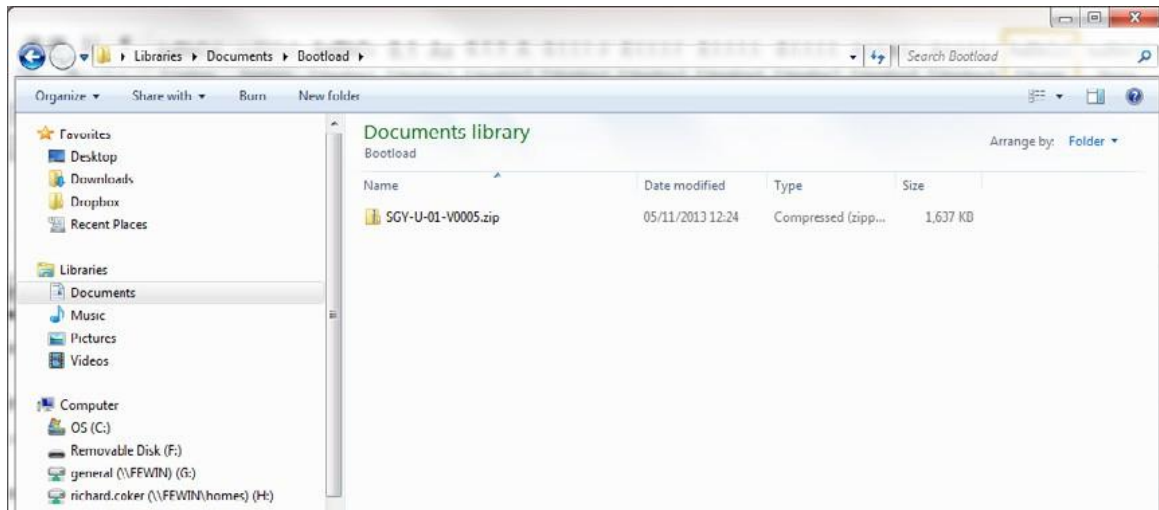 Libraries Documents Bootload
Search Bootload
Organize Share with Burn New folder
Favorites
Desktop
Downloads
Dropbox
Recent Places
Libraries
Documents
Music
Pictures
Videos
Computer
OS (C:)
Removable Disk (F:)
general (\\FEWIN) (G:)
richard.coker (\\FEWIN\homes) (H:)
Documents library
Bootload
Arrange by: Folder
Name Date modified Type Size
SGY-U-01-V0005.zip 05/11/2013 12:24 Compressed (zipp... 1,637 KB